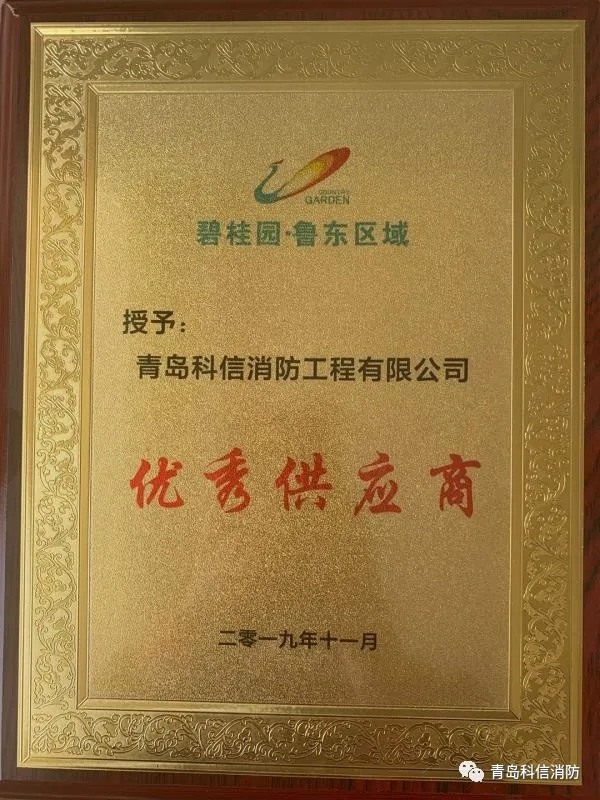 COUNTRY
GARDEN
碧桂园·鲁东区域
授予：
青岛科信消防工程有限公司
优秀供应商
二零一九年十一月
青岛科信消防